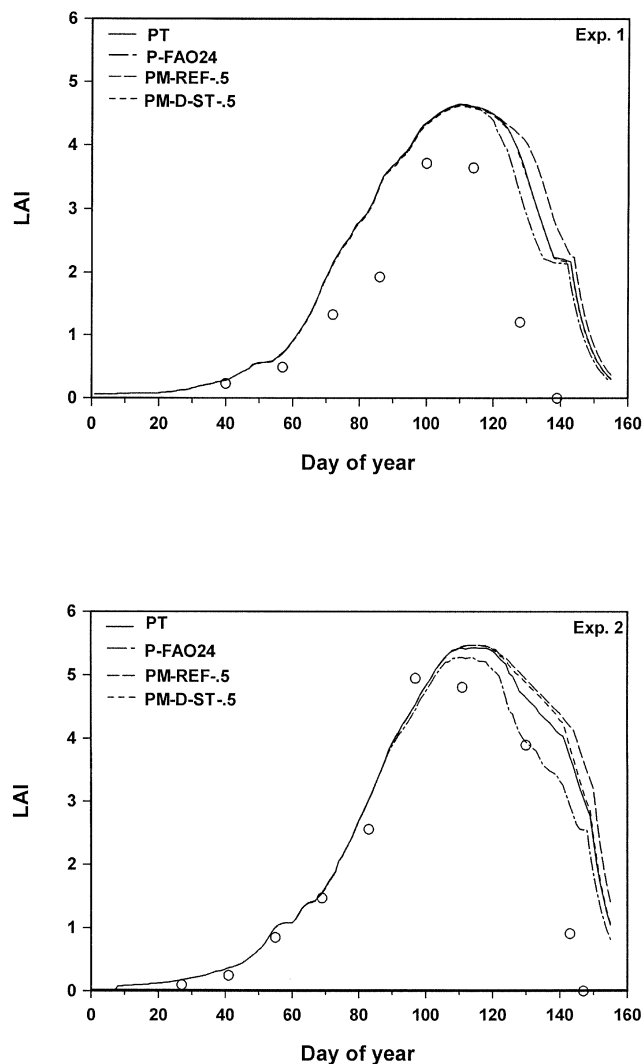 Exp. 1
PT
P-FAO24
PM-REF-.5
PM-D-ST-.5
LAI
6
5
4
3
2
1
0
0 20 40 60 80 100 120 140 160
Day of year
Exp. 2
PT
P-FAO24
PM-REF-.5
PM-D-ST-.5
LAI
6
5
4
3
2
1
0
0 20 40 60 80 100 120 140 160
Day of year